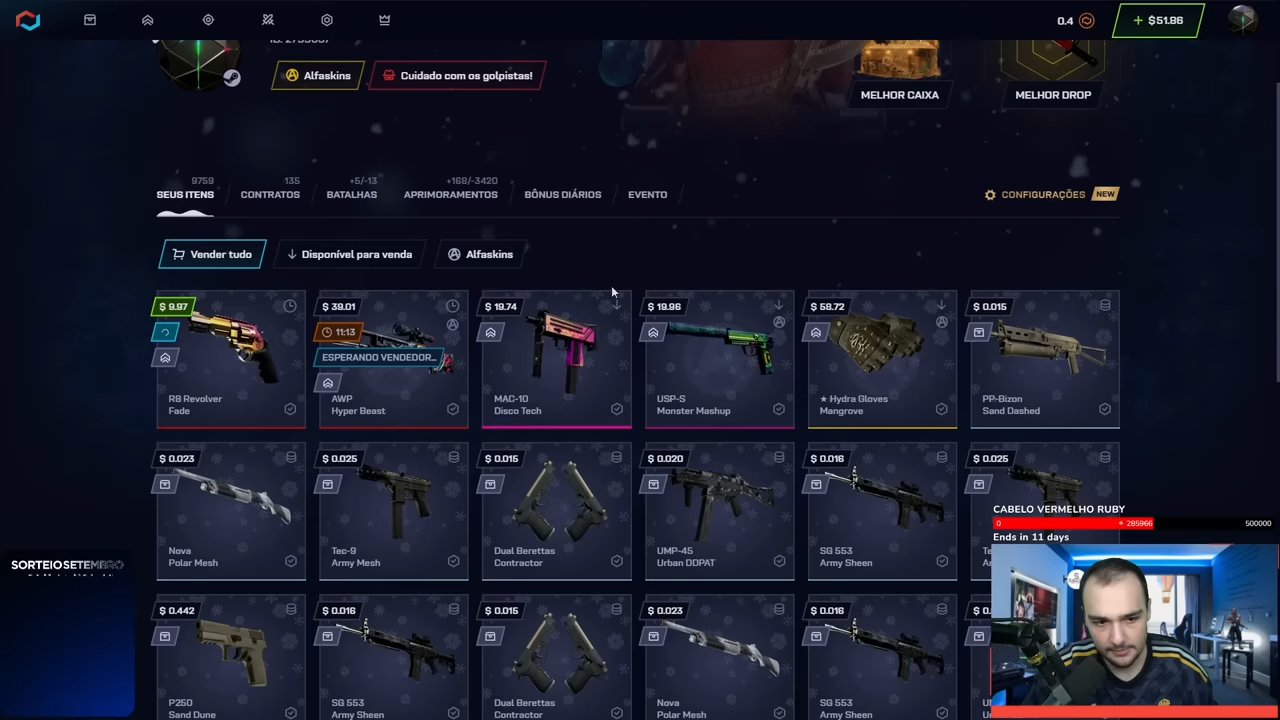 0.4
+ $51.86
Alfaskins
Cuidado com os golpistas!
MELHOR CAIXA
MELHOR DROP
9759
SEUS ITENS
135
CONTRATOS
+5/-13
BATALHAS
+168/-3420
APRIMORAMENTOS
BÔNUS DIÁRIOS
EVENTO
CONFIGURAÇÕES NEW
Vender tudo
Disponível para venda
Alfaskins
$ 9.97
R8 Revolver
Fade
$ 39.01
11:13
ESPERANDO VENDEDOR...
AWP
Hyper Beast
$ 19.74
MAC-10
Disco Tech
$ 19.96
USP-S
Monster Mashup
$ 58.72
★ Hydra Gloves
Mangrove
$ 0.015
PP-Bizon
Sand Dashed
$ 0.023
Nova
Polar Mesh
$ 0.025
Tec-9
Army Mesh
$ 0.015
Dual Berettas
Contractor
$ 0.020
UMP-45
Urban DDPAT
$ 0.016
SG 553
Army Sheen
$ 0.025
CABELO VERMELHO RUBY
0
285966
500000
Ends in 11 days
SORTEIOSETEMBRO
$ 0.442
P250
Sand Dune
$ 0.016
SG 553
Army Sheen
$ 0.015
Dual Berettas
Contractor
$ 0.023
Nova
Polar Mesh
$ 0.016
SG 553
Army Sheen